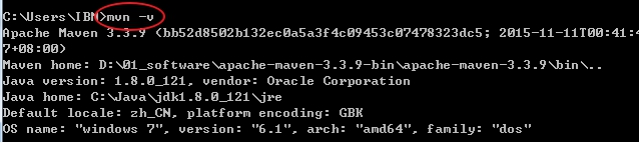 C:\Users\IBN>mvn -v
Apache Maven 3.3.9 (bb52d8502b132ec0a5a3f4c09453c07478323dc5; 2015-11-11T00:41:4
7+08:00)
Maven home: D:\01_software\apache-maven-3.3.9-bin\apache-maven-3.3.9\bin\..
Java version: 1.8.0_121, vendor: Oracle Corporation
Java home: C:\Java\jdk1.8.0_121\jre
Default locale: zh_CN, platform encoding: GBK
OS name: "windows 7", version: "6.1", arch: "amd64", family: "dos"